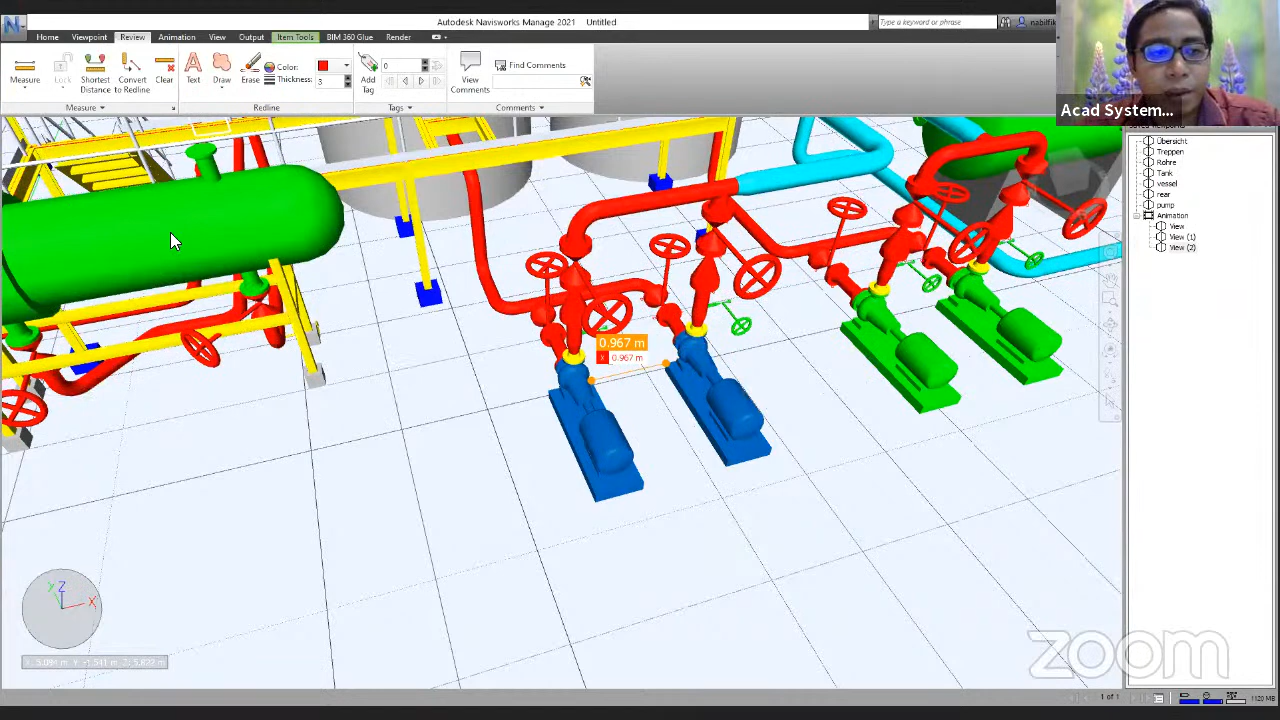 Autodesk Navisworks Manage 2021 Untitled
Type a keyword or phrase
Home Viewpoint Review Animation View Output Item Tools BIM 360 Glue Render
Measure
Lock
Shortest Distance
Convert to Redline
Clear
Text
Draw
Erase
Color:
Thickness: 3
Add Tag
0
View Comments
Find Comments
Measure
Redline
Tags
Comments
Acad System...
Übersicht
Treppen
Rohre
Tank
vessel
rear
pump
Animation
View
View (1)
View (2)
0.967 m
X 0.967 m
Y Z X
zoom
1 of 1